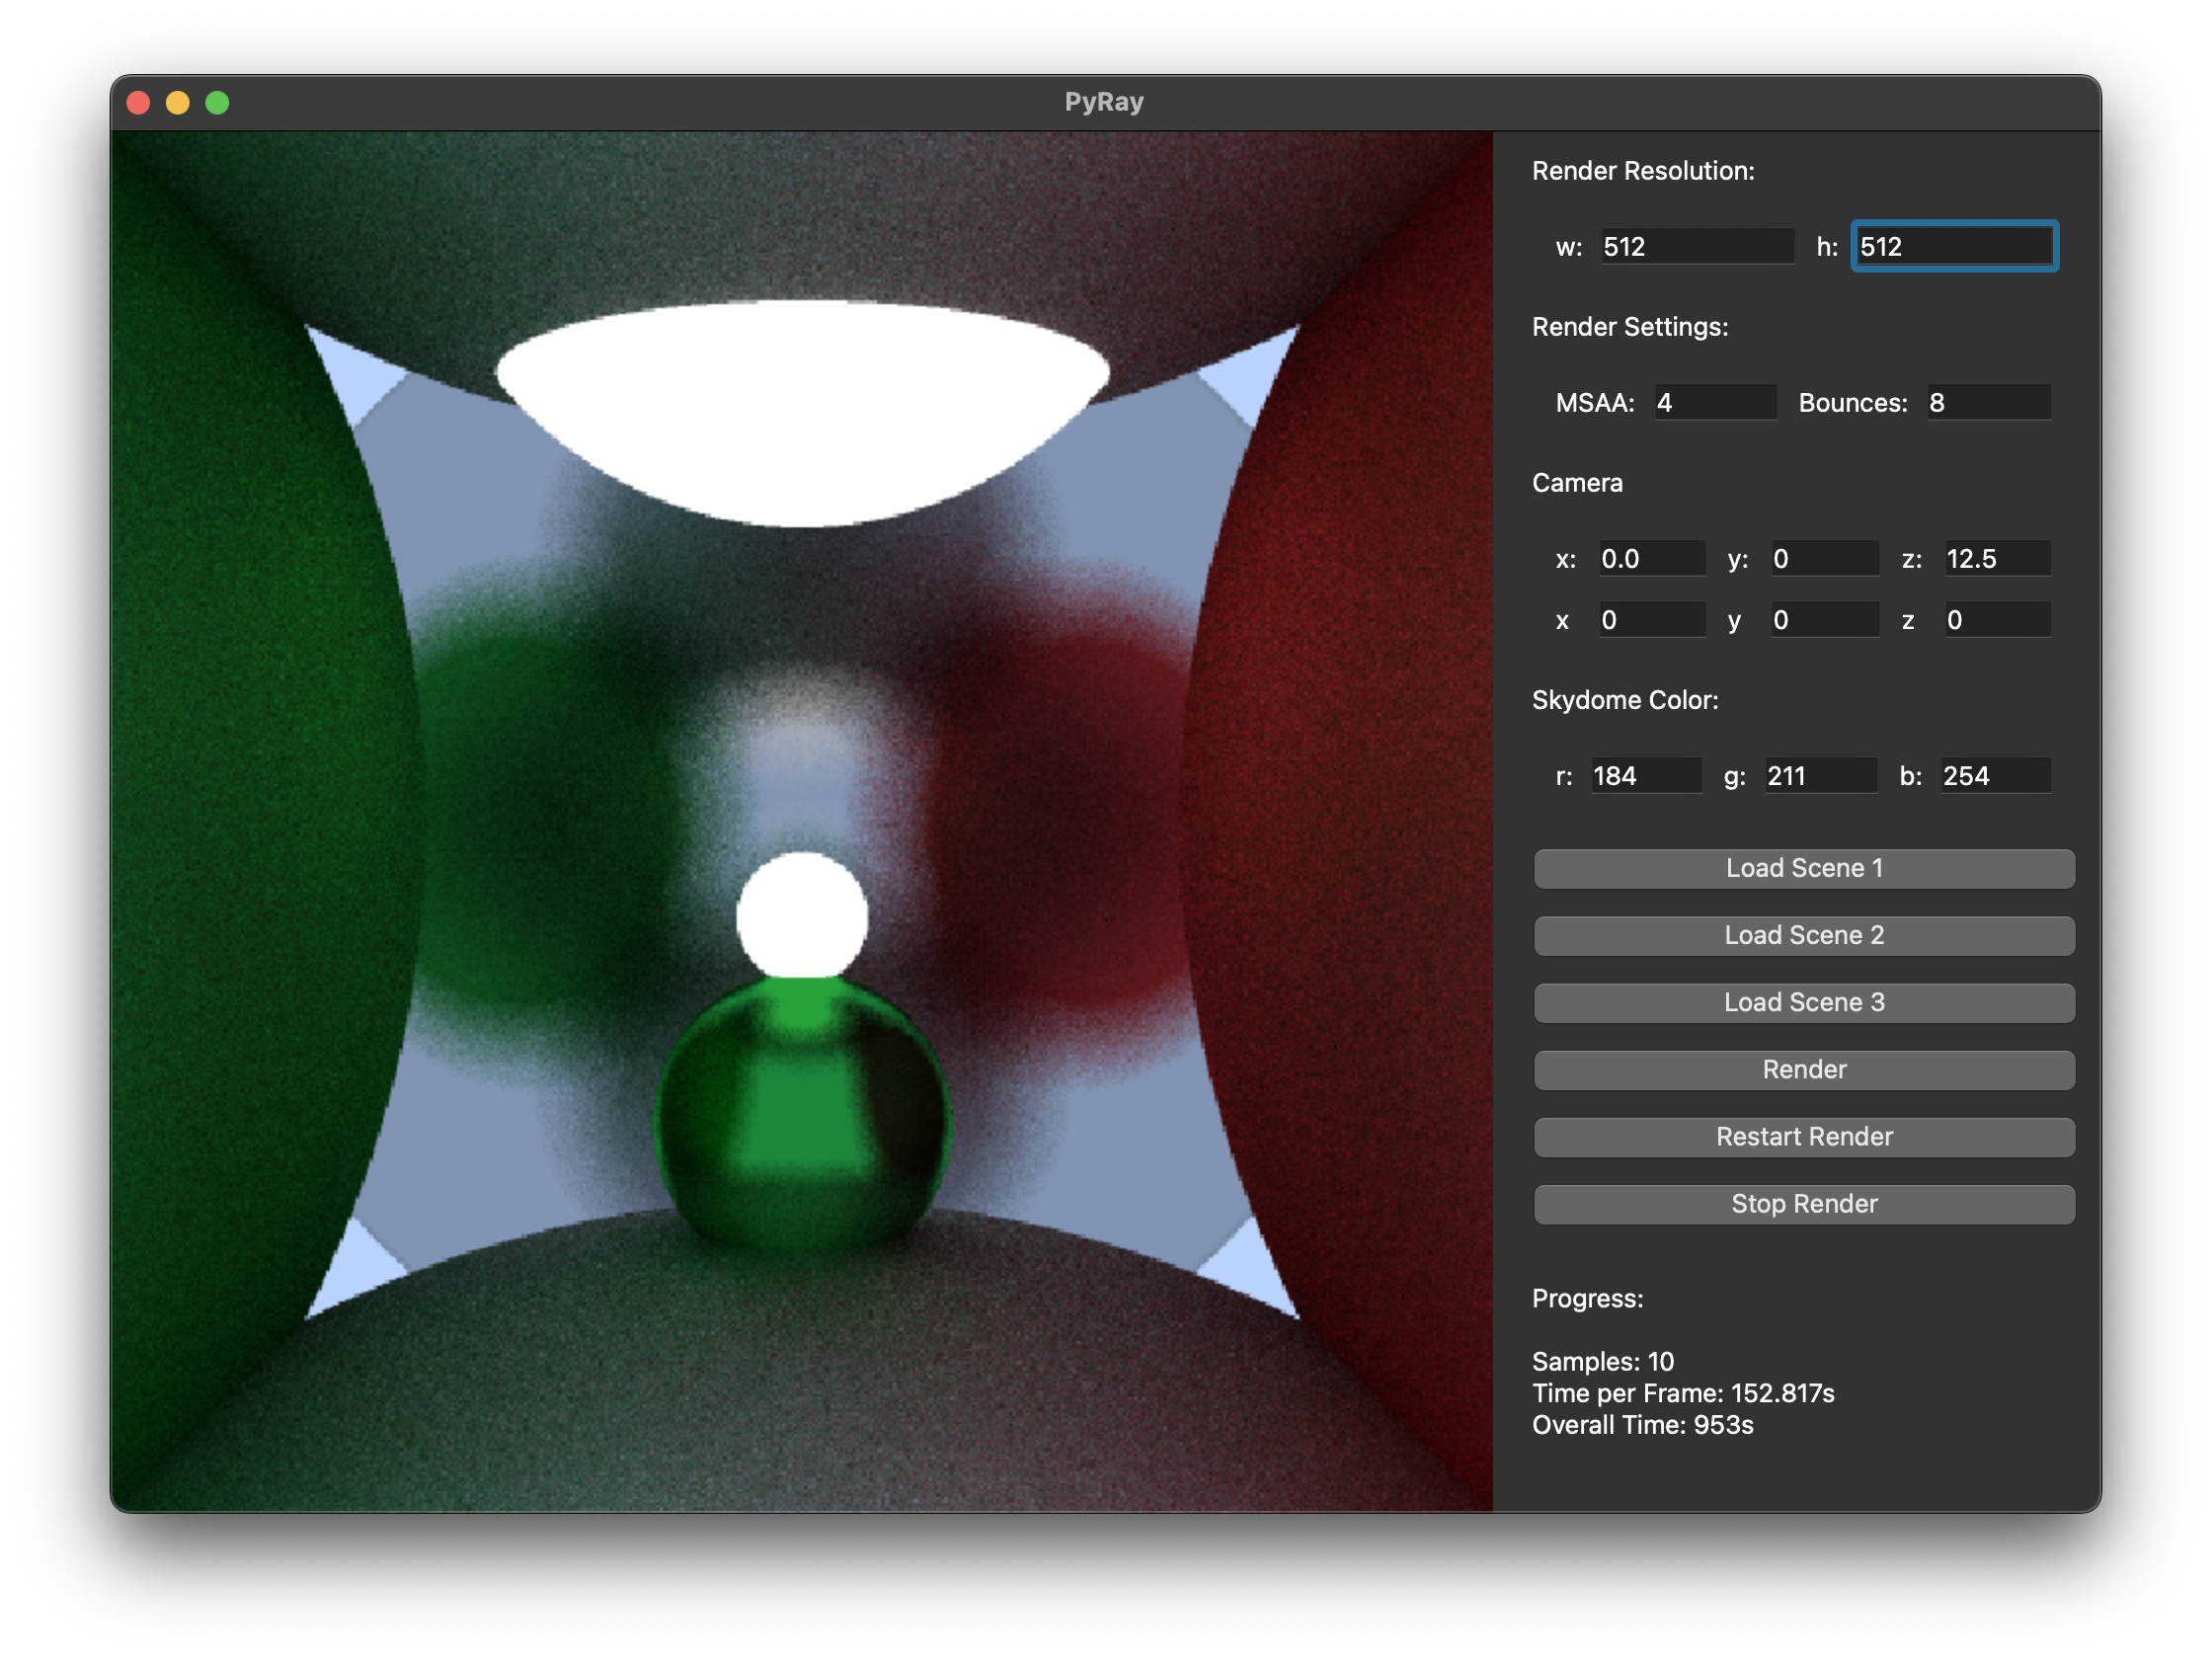 PyRay
Render Resolution:
w: 512 h: 512
Render Settings:
MSAA: 4 Bounces: 8
Camera
x: 0.0 y: 0 z: 12.5
x 0 y 0 z 0
Skydome Color:
r: 184 g: 211 b: 254
Load Scene 1
Load Scene 2
Load Scene 3
Render
Restart Render
Stop Render
Progress:
Samples: 10
Time per Frame: 152.817s
Overall Time: 953s